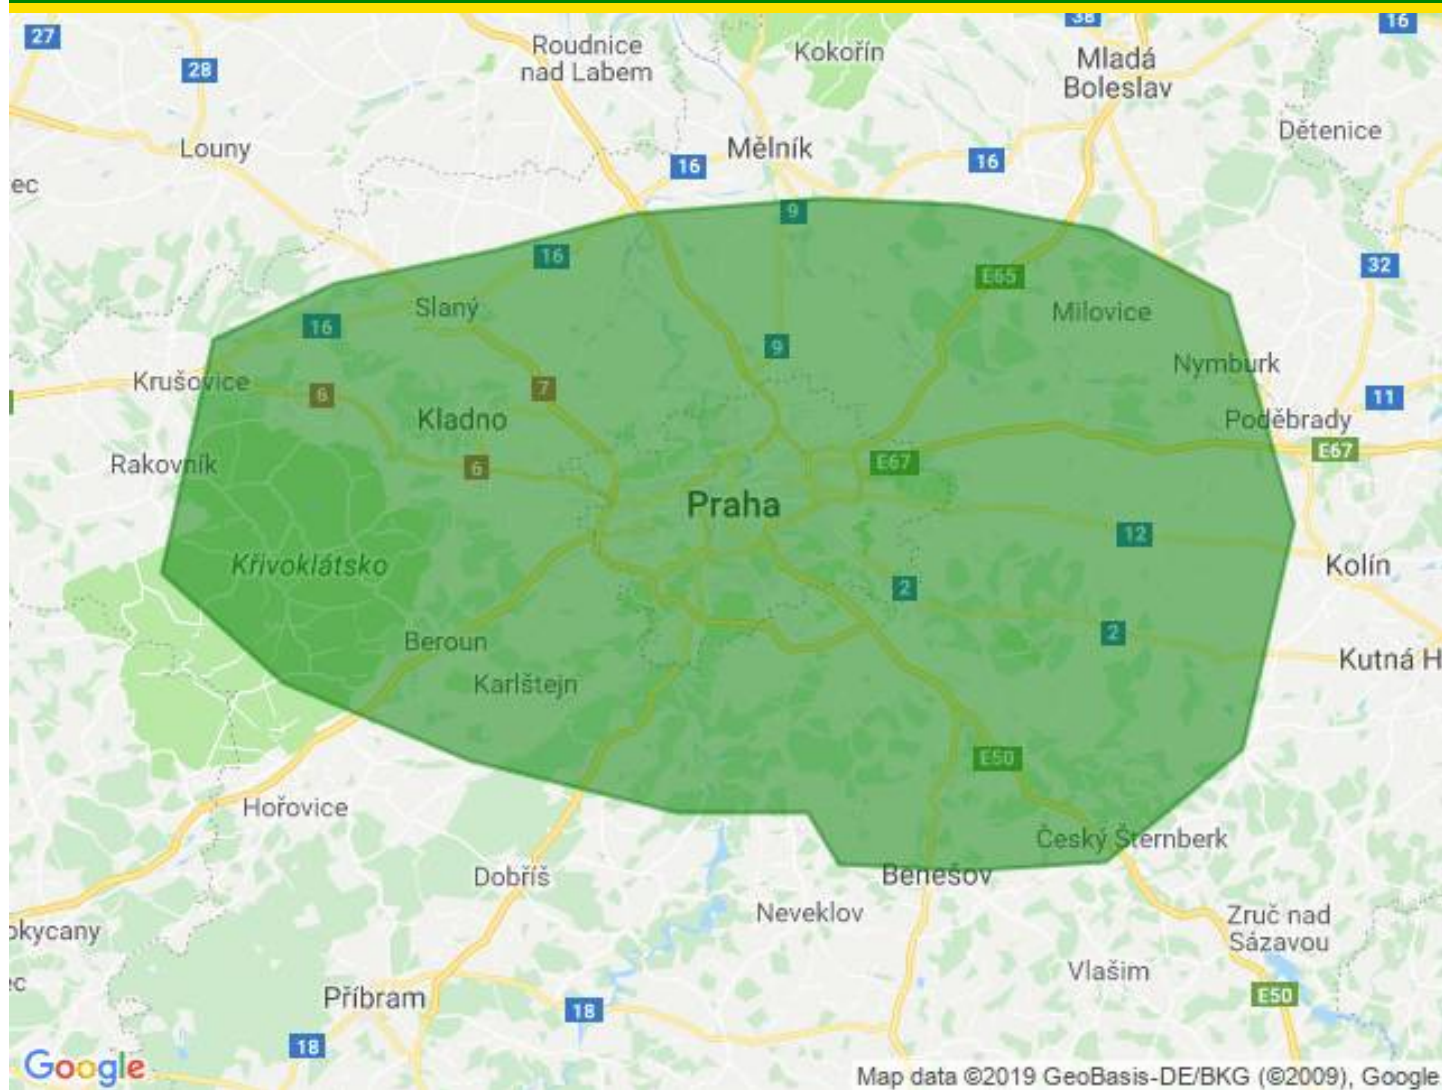 27
28
Roudnice
nad Labem
Kokořín
38
Mladá
Boleslav
16
Louny
Mělník
16
16
Dětenice
ec
9
16
E65
32
Slaný
16
Milovice
9
Krušovice
6
7
Nymburk
11
Kladno
Poděbrady
Rakovník
6
E67
E67
Praha
12
Křivoklátsko
2
Kolín
Beroun
2
Kutná H
Karlštejn
E50
Hořovice
Český Šternberk
Dobříš
Benešov
Neveklov
Zruč nad
Sázavou
okycany
Vlašim
ec
Příbram
18
E50
18
Google
Map data ©2019 GeoBasis-DE/BKG (©2009), Google